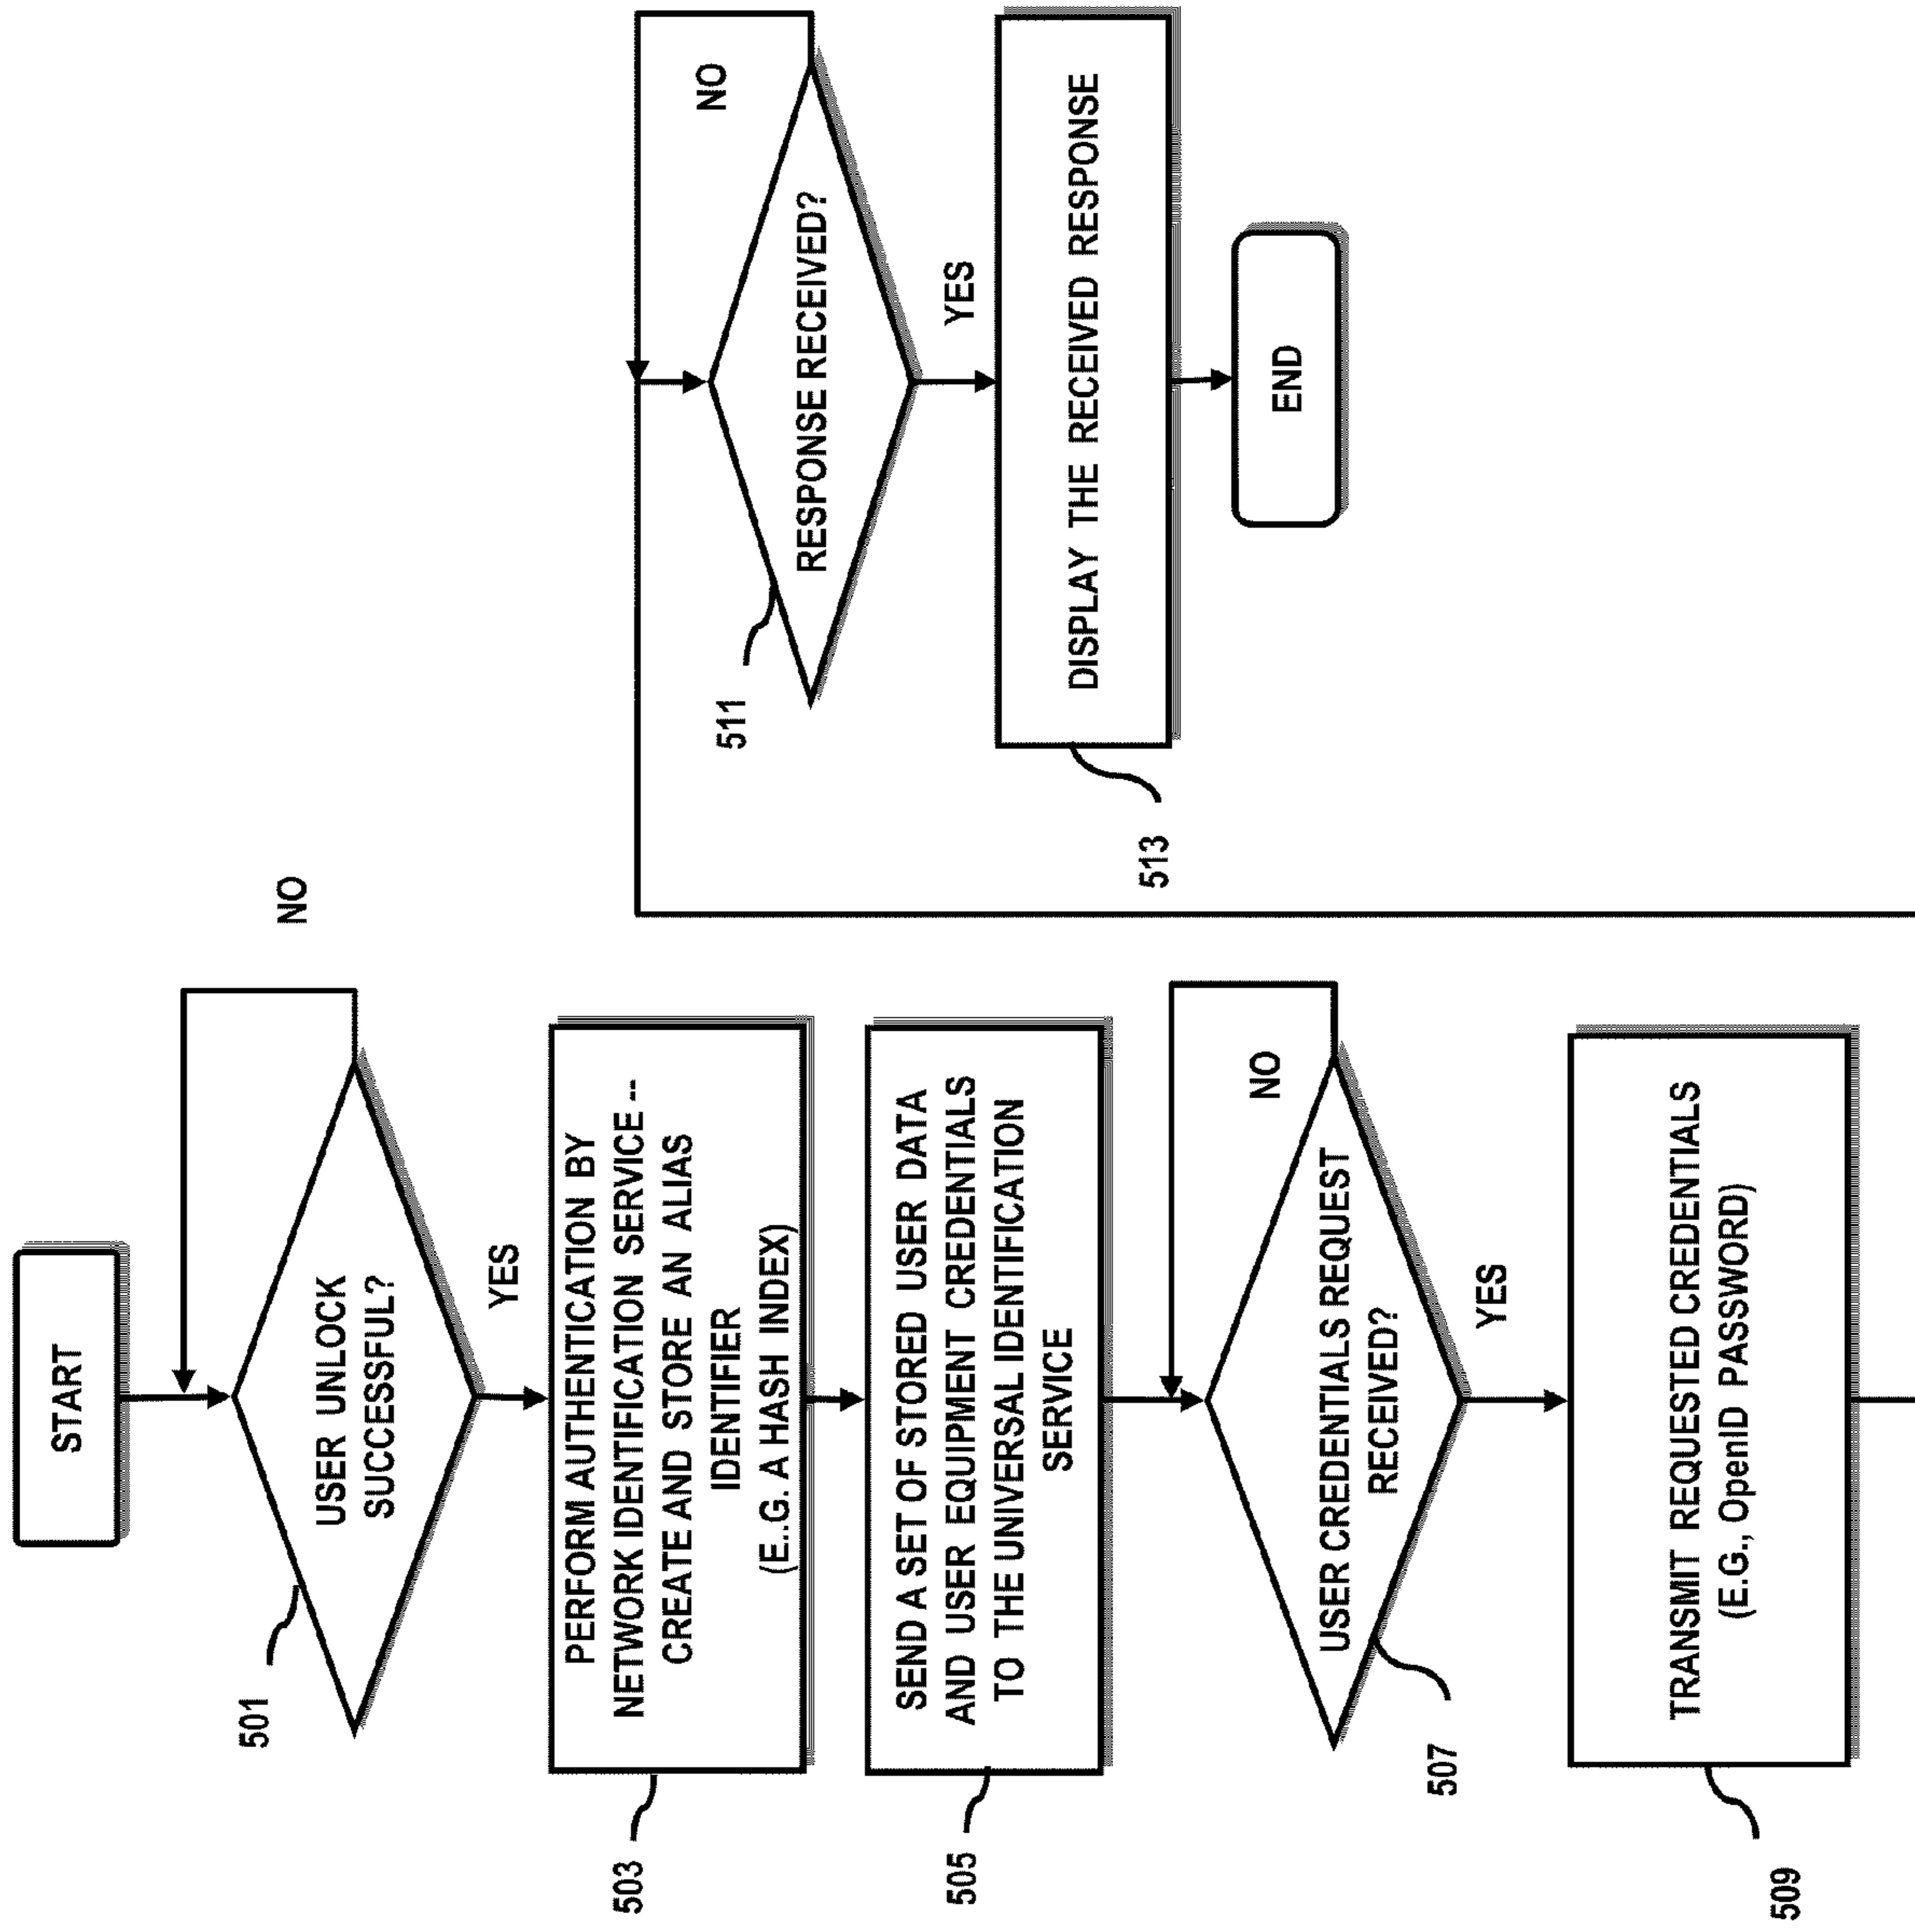 START
501
USER UNLOCK
SUCCESSFUL?
NO
YES
503
PERFORM AUTHENTICATION BY
NETWORK IDENTIFICATION SERVICE --
CREATE AND STORE AN ALIAS
IDENTIFIER
(E..G. A HASH INDEX)
505
SEND A SET OF STORED USER DATA
AND USER EQUIPMENT CREDENTIALS
TO THE UNIVERSAL IDENTIFICATION
SERVICE
507
USER CREDENTIALS REQUEST
RECEIVED?
NO
YES
509
TRANSMIT REQUESTED CREDENTIALS
(E.G., OpenID PASSWORD)
511
RESPONSE RECEIVED?
NO
YES
513
DISPLAY THE RECEIVED RESPONSE
END